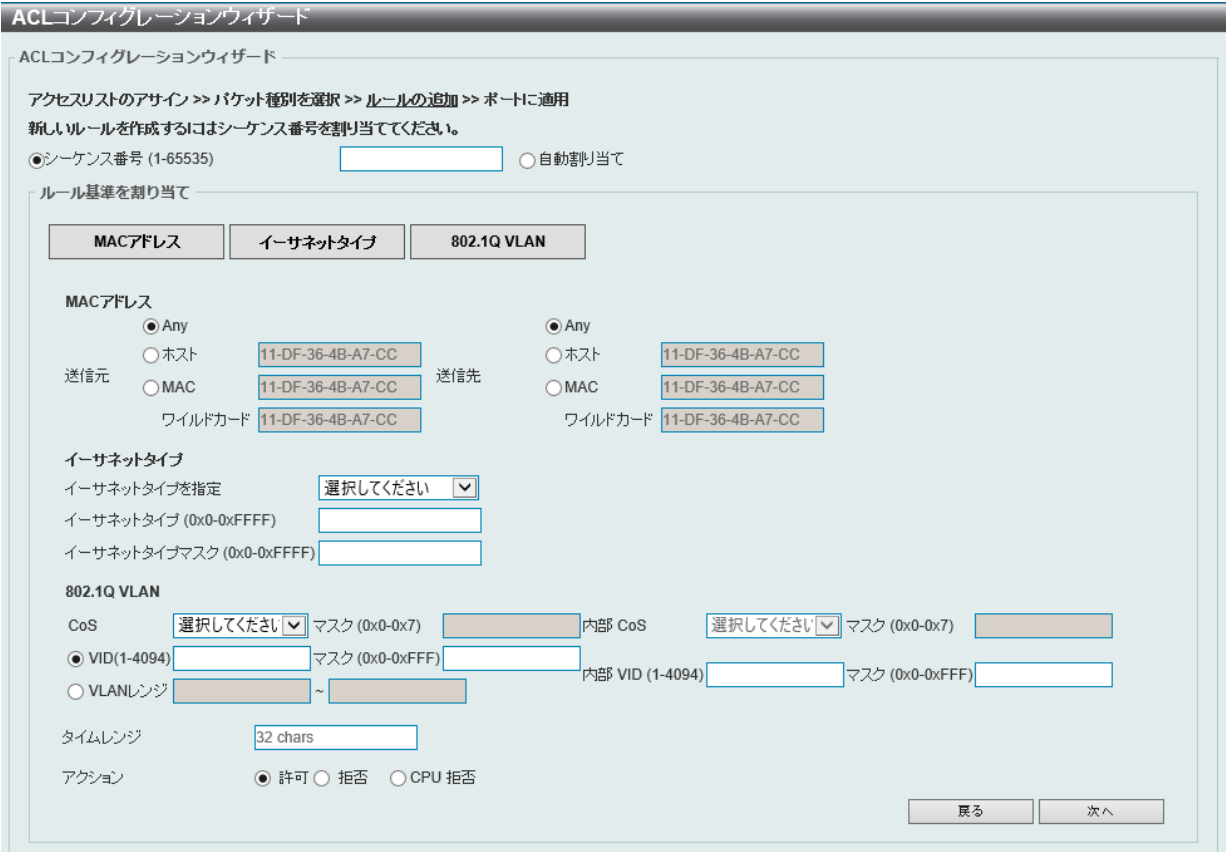 ACLコンフィグレーションウィザード
ACLコンフィグレーションウィザード
アクセスリストのアサイン >> パケット種別を選択 >> ルールの追加 >> ポートに適用
新しいルールを作成するにはシーケンス番号を割り当ててください。
シーケンス番号 (1-65535) 自動割り当て
ルール基準を割り当て
MACアドレス イーサネットタイプ 802.1Q VLAN
MACアドレス
Any Any
ホスト 11-DF-36-4B-A7-CC ホスト 11-DF-36-4B-A7-CC
送信元 送信先
MAC 11-DF-36-4B-A7-CC MAC 11-DF-36-4B-A7-CC
ワイルドカード 11-DF-36-4B-A7-CC ワイルドカード 11-DF-36-4B-A7-CC
イーサネットタイプ
イーサネットタイプを指定 選択してください
イーサネットタイプ (0x0-0xFFFF)
イーサネットタイプマスク (0x0-0xFFFF)
802.1Q VLAN
CoS 選択してください マスク (0x0-0x7) 内部 CoS 選択してください マスク (0x0-0x7)
VID(1-4094) マスク (0x0-0xFFF)
内部 VID (1-4094) マスク (0x0-0xFFF)
VLANレンジ ~
タイムレンジ 32 chars
アクション 許可 拒否 CPU 拒否
戻る 次へ